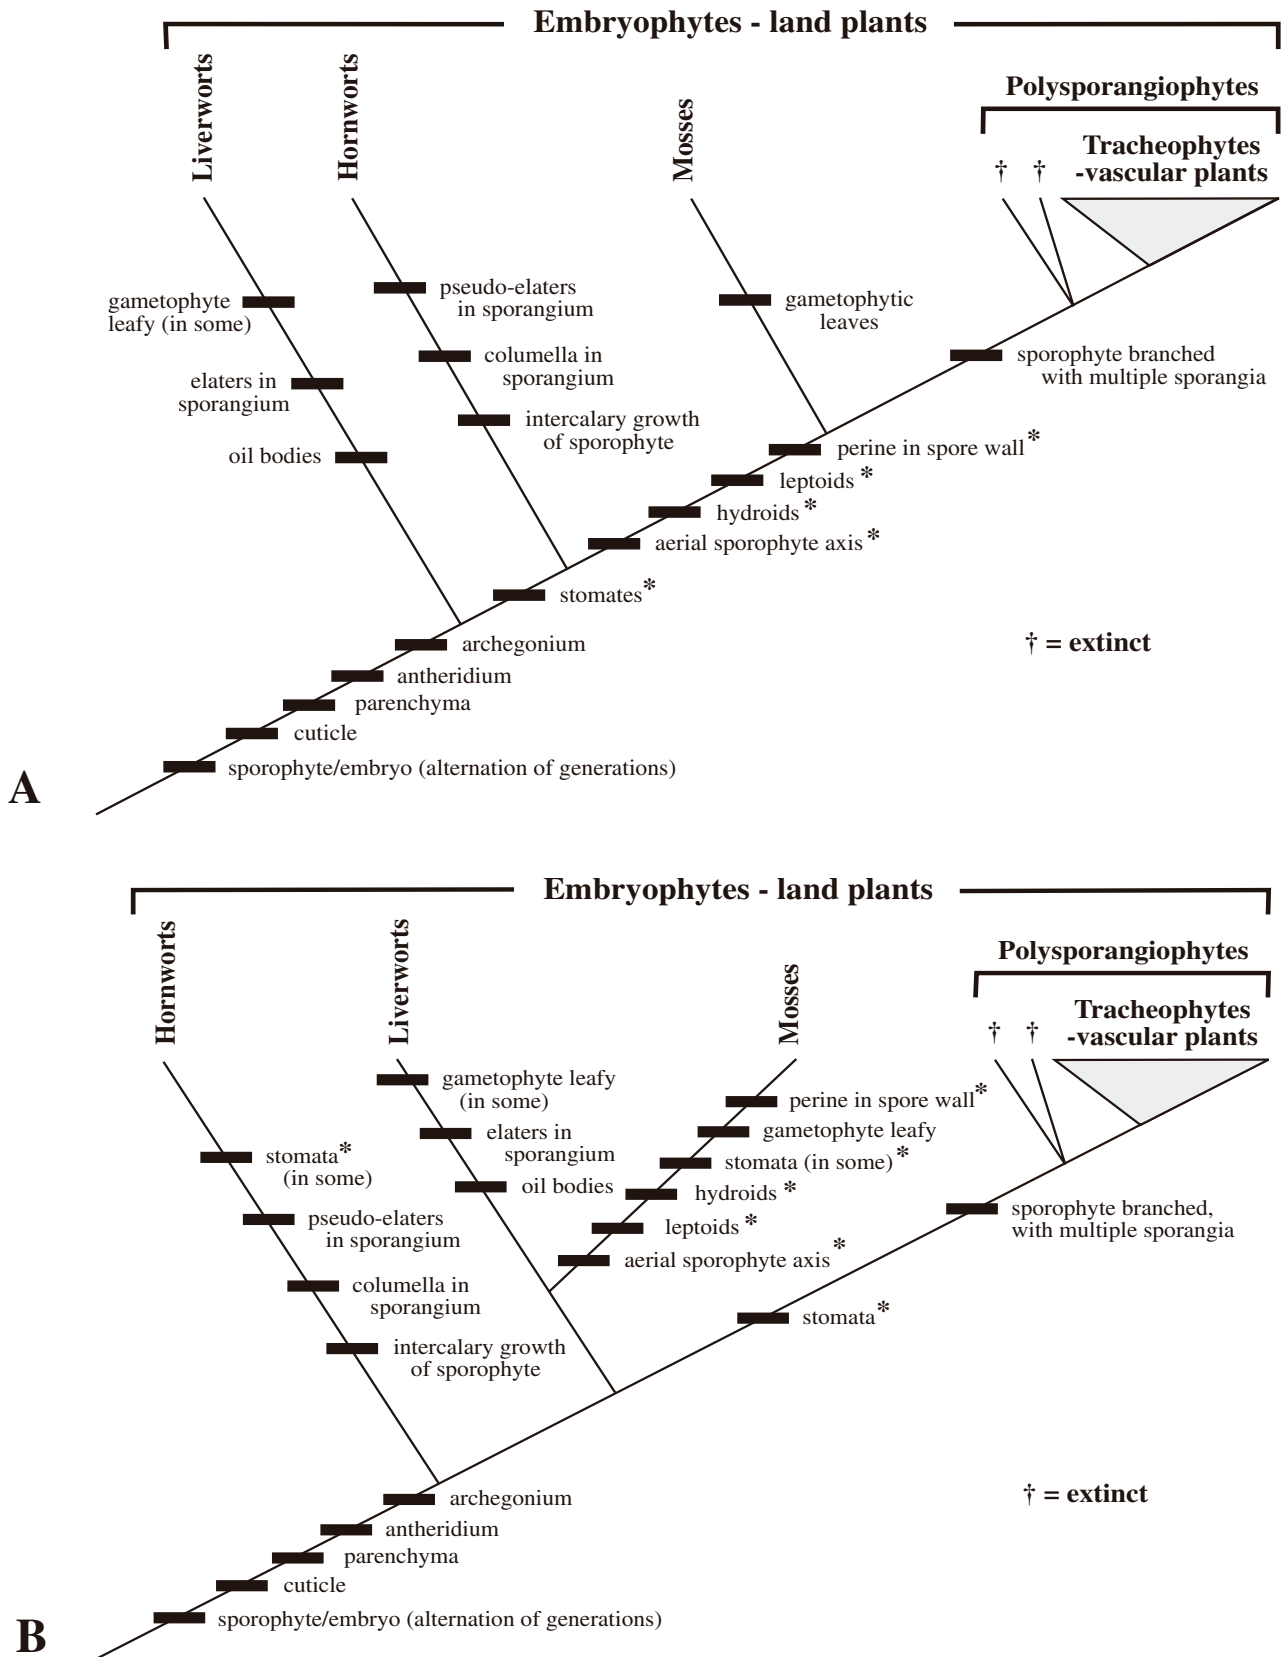 Embryophytes - land plants
Liverworts
Hornworts
Mosses
Polysporangiophytes
Tracheophytes
-vascular plants
† †
gametophyte
leafy (in some)
elaters in
sporangium
oil bodies
pseudo-elaters
in sporangium
columella in
sporangium
intercalary growth
of sporophyte
gametophytic
leaves
sporophyte branched
with multiple sporangia
perine in spore wall*
leptoids*
hydroids*
aerial sporophyte axis*
stomates*
archegonium
antheridium
parenchyma
cuticle
sporophyte/embryo (alternation of generations)
† = extinct
A
Embryophytes - land plants
Hornworts
Liverworts
Mosses
Polysporangiophytes
Tracheophytes
-vascular plants
† †
stomata*
(in some)
pseudo-elaters
in sporangium
columella in
sporangium
intercalary growth
of sporophyte
gametophyte leafy
(in some)
elaters in
sporangium
oil bodies
perine in spore wall*
gametophyte leafy
stomata (in some)*
hydroids*
leptoids*
aerial sporophyte axis*
sporophyte branched,
with multiple sporangia
stomata*
archegonium
antheridium
parenchyma
cuticle
sporophyte/embryo (alternation of generations)
† = extinct
B